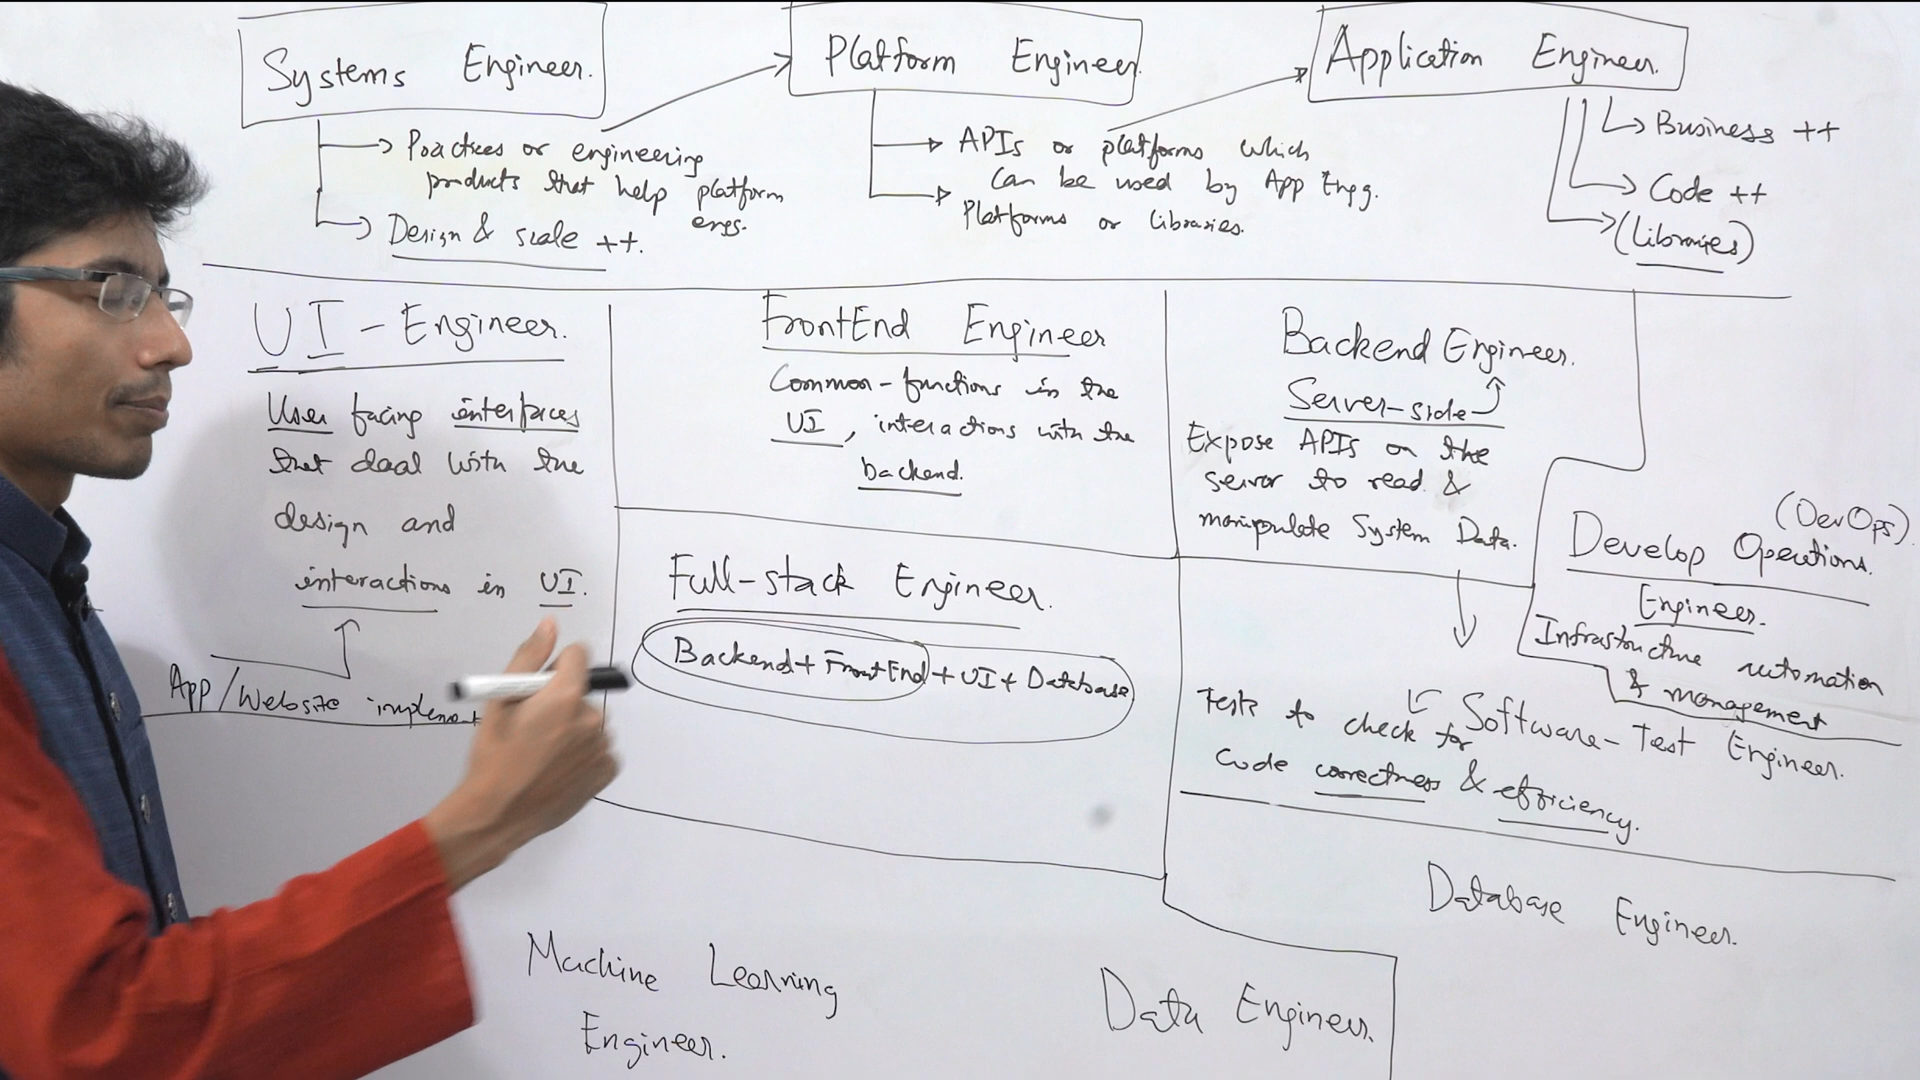 Systems Engineer.
→ Practices or engineering
products that help platform
engs.
→ Design & scale ++.
Platform Engineer
→ APIs or platforms which
can be used by App Engg.
→ Platforms or libraries.
Application Engineer.
→ Business ++
→ Code ++
→ (Libraries)
UI - Engineer.
User facing interfaces
that deal with the
design and
interactions in UI.
App/Website implement
FrontEnd Engineer
Common-functions in the
UI, interactions with the
backend.
Full-stack Engineer.
Backend + FrontEnd + UI + Database
Backend Engineer.
Server-side
Expose APIs on the
server to read &
manipulate System Data.
(DevOps)
Develop Operations.
Engineer.
Infrastructure automation
& management
Software-Test Engineer.
Tests to check for
Code correctness & efficiency.
Database Engineer.
Machine Learning
Engineer.
Data Engineer.